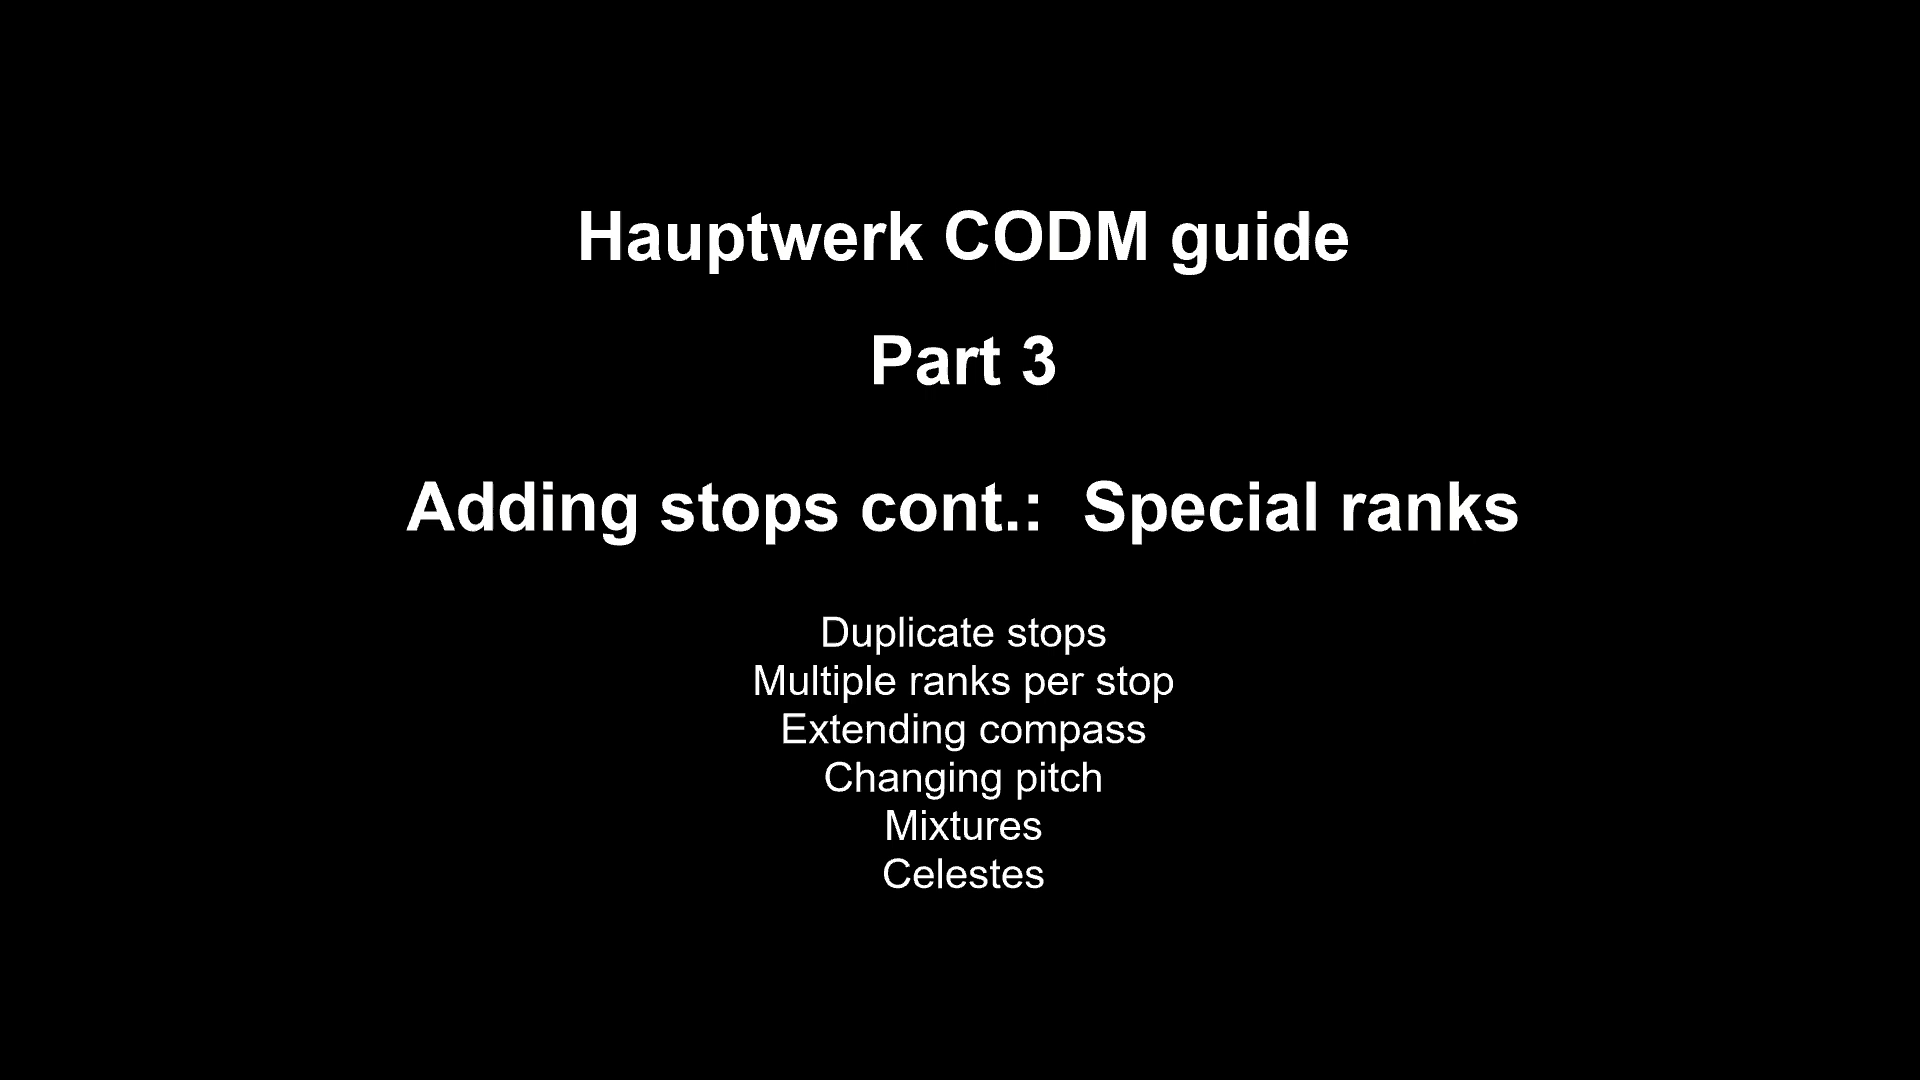 Hauptwerk CODM guide
Part 3
Adding stops cont.:  Special ranks
Duplicate stops
Multiple ranks per stop
Extending compass
Changing pitch
Mixtures
Celestes